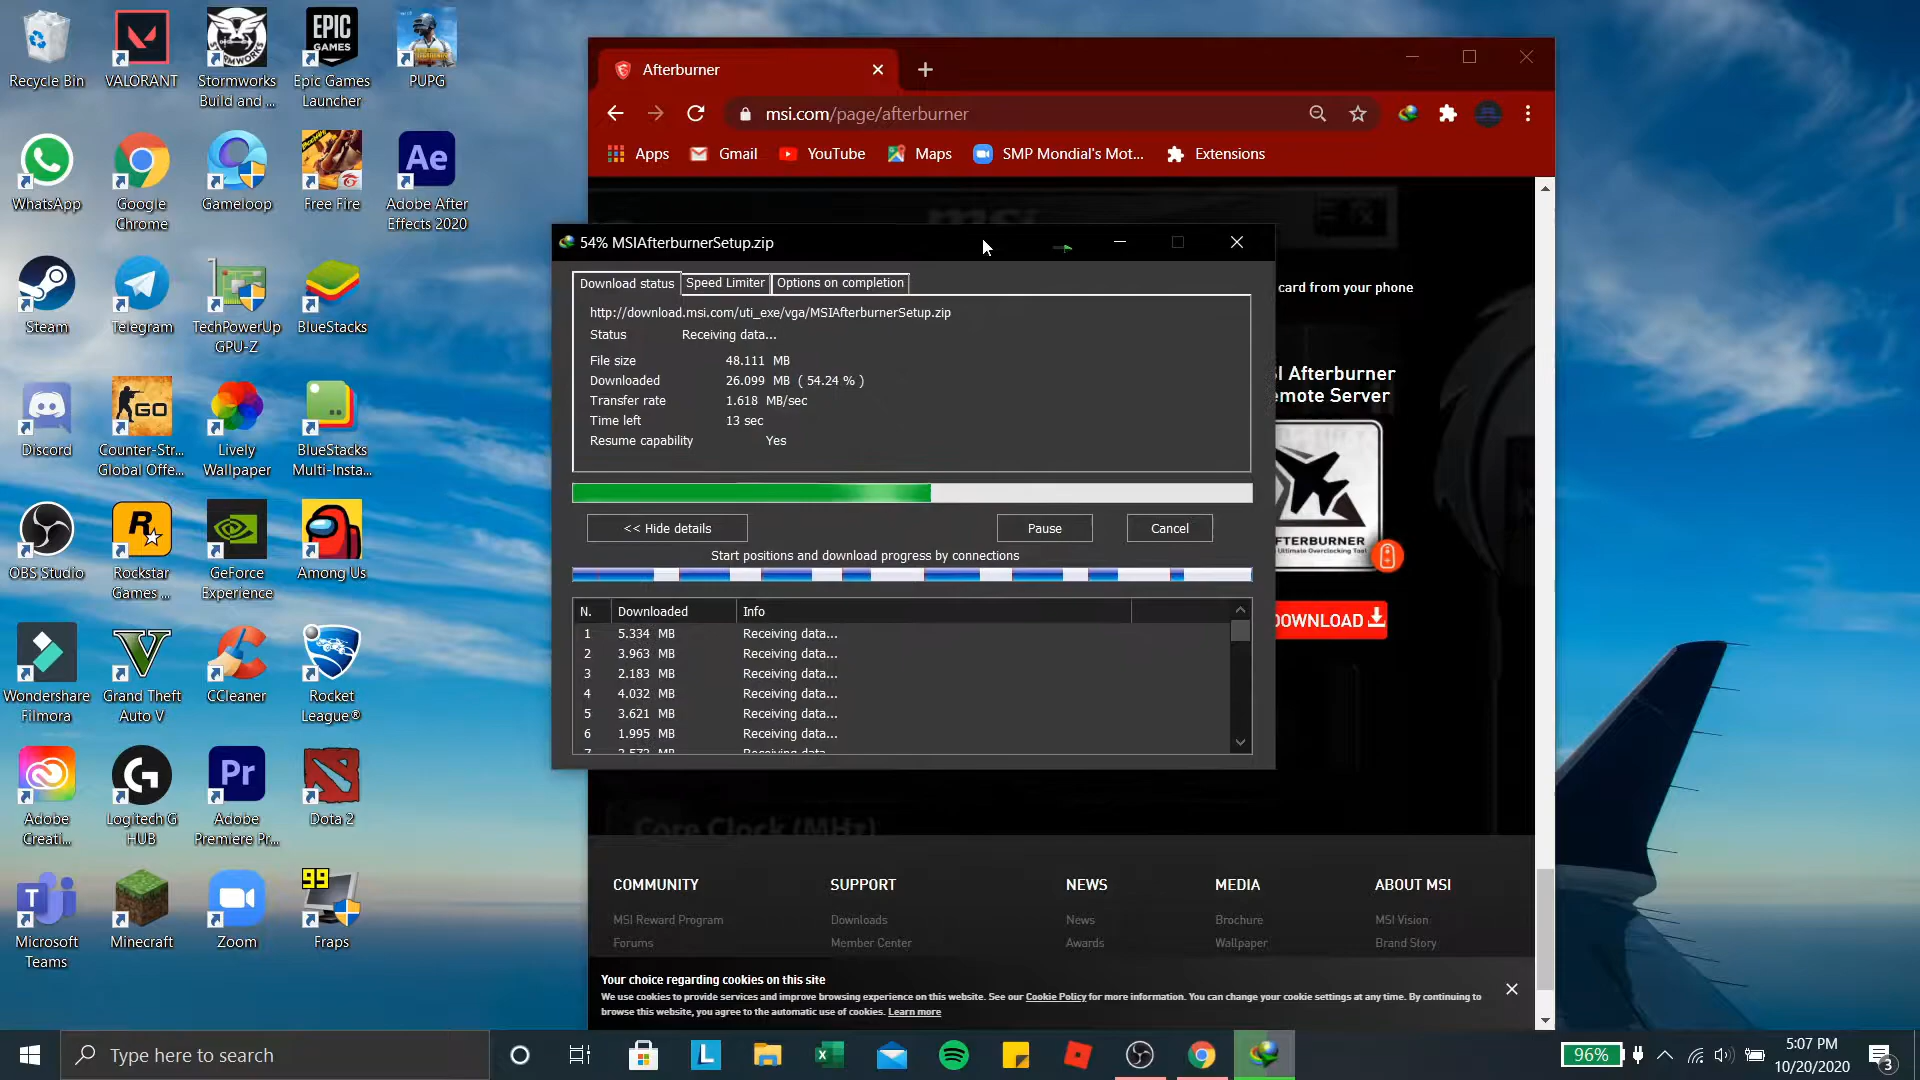 Recycle Bin
VALORANT
Stormworks
Build and ...
EPIC
GAMES
Epic Games
Launcher
PUPG
WhatsApp
Google
Chrome
Gameloop
Free Fire
Ae
Adobe After
Effects 2020
Steam
Telegram
TechPowerUp
GPU-Z
BlueStacks
Discord
GO
Counter-Str...
Global Offe...
Lively
Wallpaper
BlueStacks
Multi-Insta...
OBS Studio
Rockstar
Games ...
GeForce
Experience
Among Us
Wondershare
Filmora
Grand Theft
Auto V
CCleaner
Rocket
League®
Adobe
Creati...
Logitech G
HUB
Pr
Adobe
Premiere Pr...
Dota 2
Microsoft
Teams
Minecraft
Zoom
99
Fraps
Afterburner
msi.com/page/afterburner
Apps
Gmail
YouTube
Maps
SMP Mondial's Mot...
Extensions
54% MSIAfterburnerSetup.zip
Download status
Speed Limiter
Options on completion
http://download.msi.com/uti_exe/vga/MSIAfterburnerSetup.zip
Status Receiving data...
File size 48.111 MB
Downloaded 26.099 MB ( 54.24 % )
Transfer rate 1.618 MB/sec
Time left 13 sec
Resume capability Yes
<< Hide details
Pause
Cancel
Start positions and download progress by connections
N. Downloaded Info
1 5.334 MB Receiving data...
2 3.963 MB Receiving data...
3 2.183 MB Receiving data...
4 4.032 MB Receiving data...
5 3.621 MB Receiving data...
6 1.995 MB Receiving data...
card from your phone
Afterburner
Server
DOWNLOAD
Core Clock (MHz)
COMMUNITY
MSI Reward Program
Forums
SUPPORT
Downloads
Member Center
NEWS
News
Awards
MEDIA
Brochure
Wallpaper
ABOUT MSI
MSI Vision
Brand Story
Your choice regarding cookies on this site
We use cookies to provide services and improve browsing experience on this website. See our Cookie Policy for more information. You can change your cookie settings at any time. By continuing to
browse this website, you agree to the automatic use of cookies. Learn more
Type here to search
96%
5:07 PM
10/20/2020
3